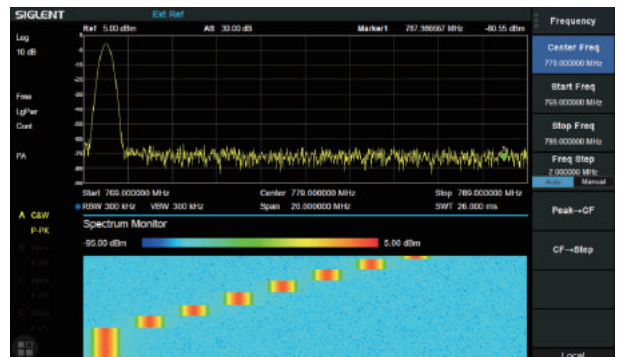 SIGLENT Ext Ref
Ref 5.00 dBm Att 30.00 dB Marker1 787.986667 MHz -80.55 dBm
Log
10 dB
Free
LgPwr
Cont
PA
Start 769.000000 MHz Center 779.000000 MHz Stop 789.000000 MHz
RBW 300 kHz VBW 300 kHz Span 20.000000 MHz SWT 26.000 ms
A C&W
P-PK
Spectrum Monitor
-95.00 dBm 5.00 dBm
Frequency
Center Freq
779.000000 MHz
Start Freq
769.000000 MHz
Stop Freq
789.000000 MHz
Freq Step
2.000000 MHz
Auto Manual
Peak→CF
CF→Step
Local